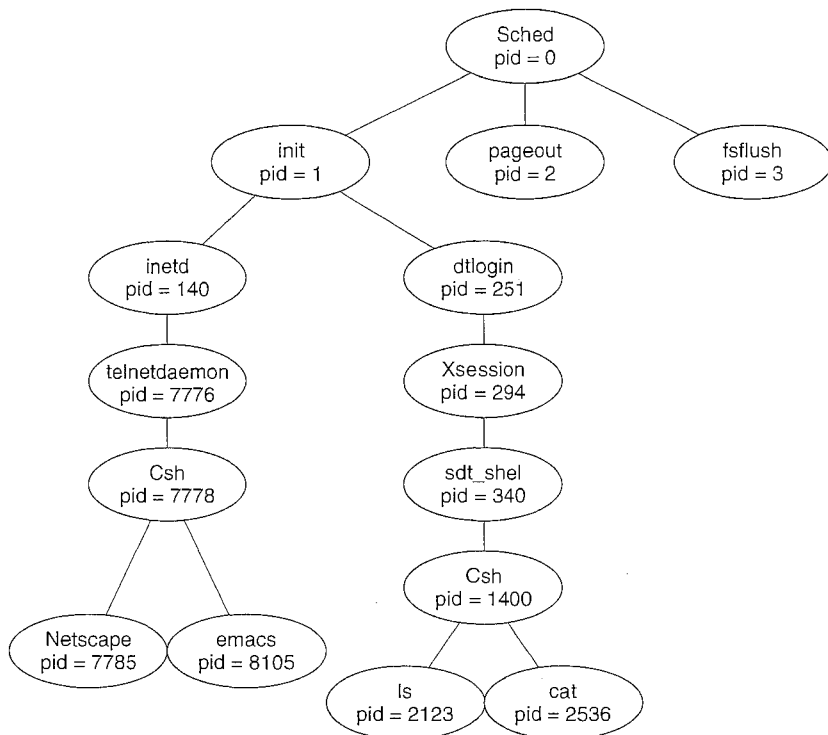 Sched
pid = 0
init
pid = 1
pageout
pid = 2
fsflush
pid = 3
inetd
pid = 140
dtlogin
pid = 251
telnetdaemon
pid = 7776
Xsession
pid = 294
Csh
pid = 7778
sdt_shel
pid = 340
Csh
pid = 1400
Netscape
pid = 7785
emacs
pid = 8105
ls
pid = 2123
cat
pid = 2536